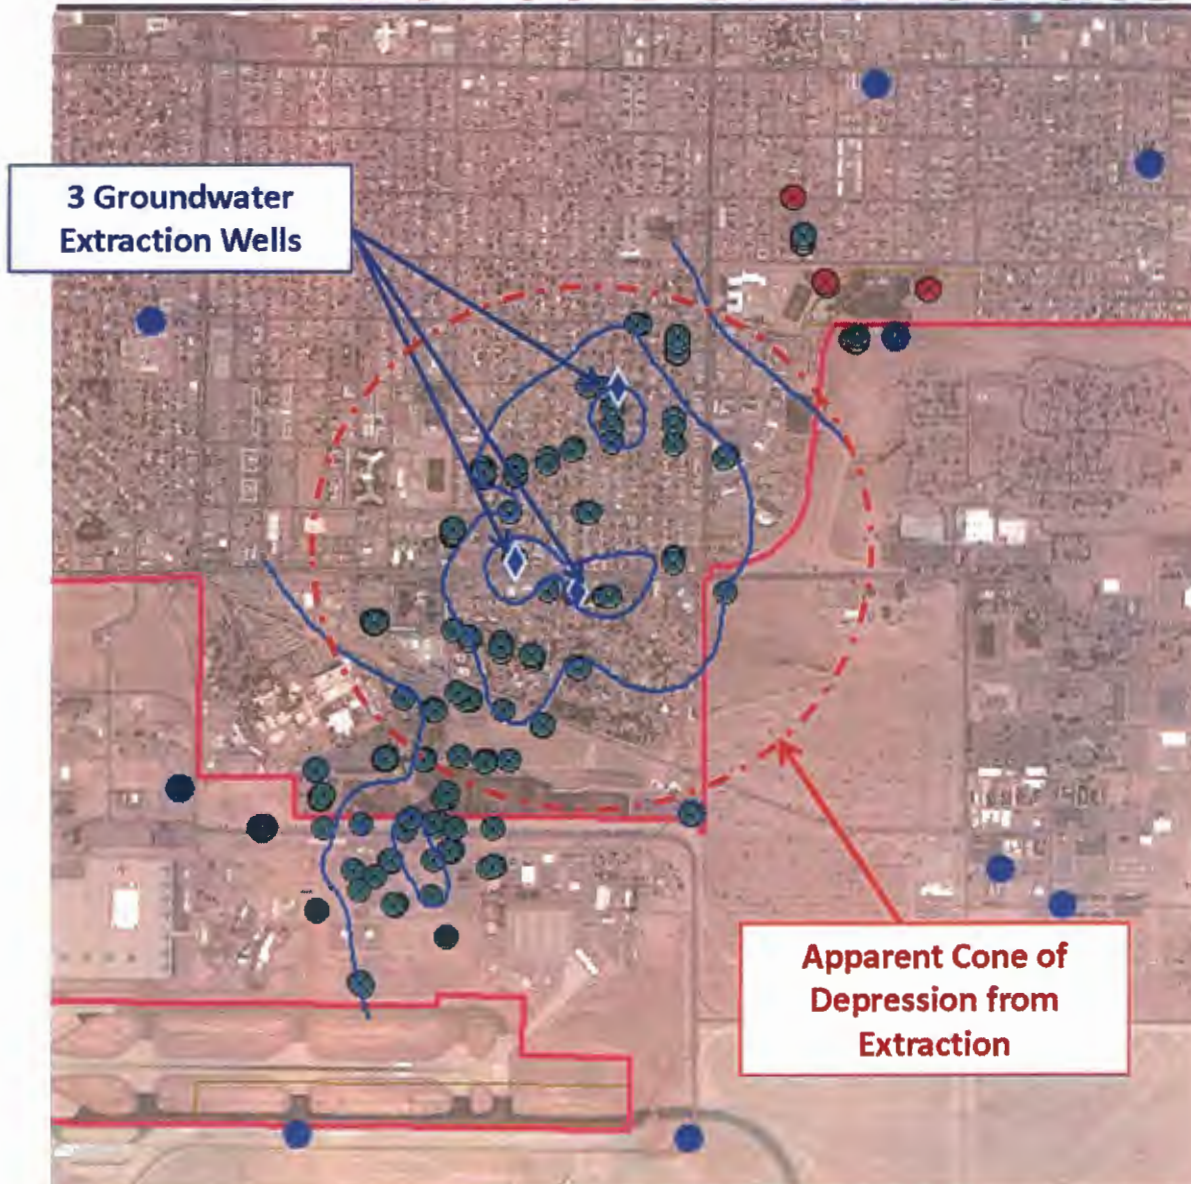 3 Groundwater
Extraction Wells
Apparent Cone of
Depression from
Extraction